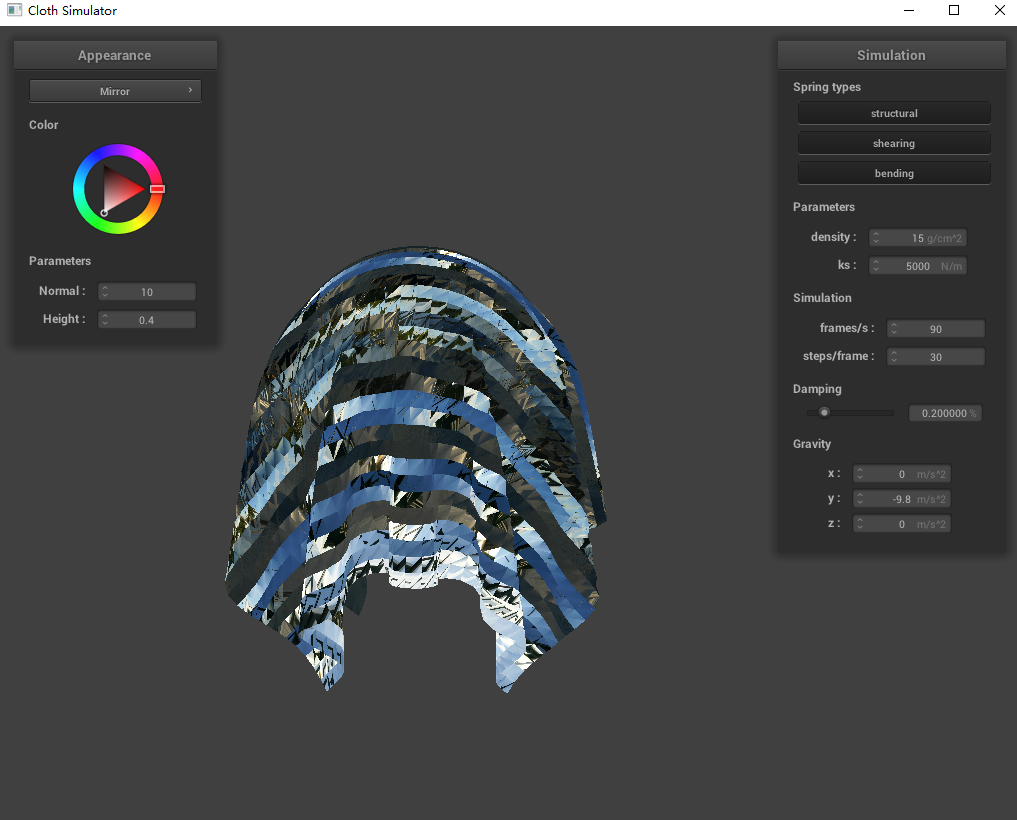 Cloth Simulator
Appearance
Mirror
Color
Parameters
Normal : 10
Height : 0.4
Simulation
Spring types
structural
shearing
bending
Parameters
density : 15 g/cm^2
ks : 5000 N/m
Simulation
frames/s : 90
steps/frame : 30
Damping
0.200000 %
Gravity
x : 0 m/s^2
y : -9.8 m/s^2
z : 0 m/s^2